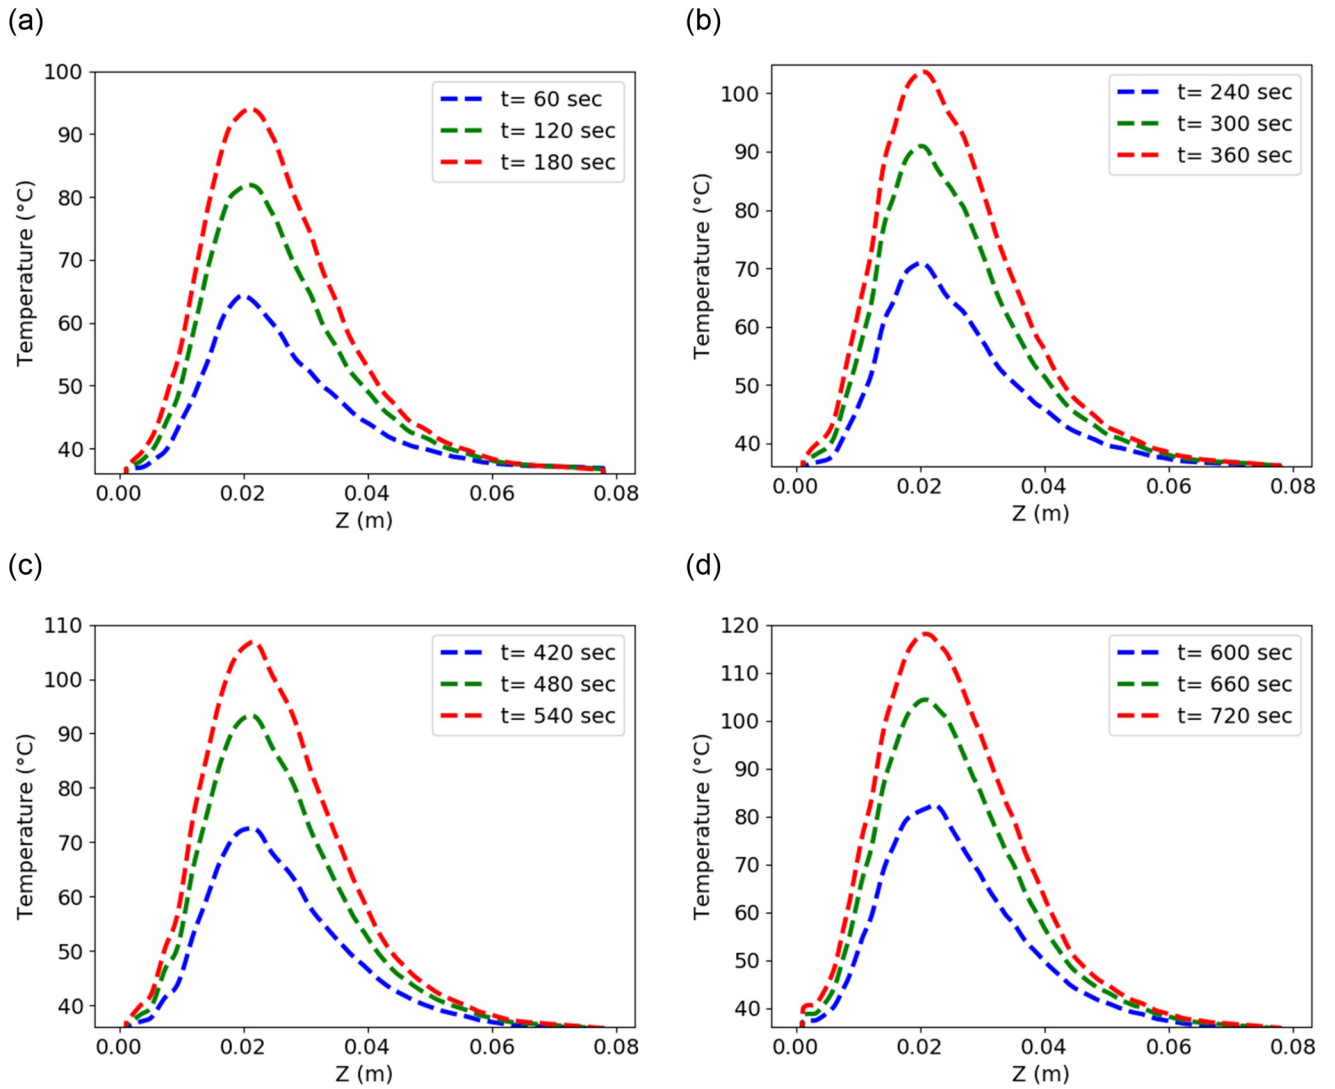 (a)
100
90
80
70
60
50
40
Temperature (°C)
t= 60 sec
t= 120 sec
t= 180 sec
0.00 0.02 0.04 0.06 0.08
Z (m)
(b)
100
90
80
70
60
50
40
Temperature (°C)
t= 240 sec
t= 300 sec
t= 360 sec
0.00 0.02 0.04 0.06 0.08
Z (m)
(c)
110
100
90
80
70
60
50
40
Temperature (°C)
t= 420 sec
t= 480 sec
t= 540 sec
0.00 0.02 0.04 0.06 0.08
Z (m)
(d)
120
110
100
90
80
70
60
50
40
Temperature (°C)
t= 600 sec
t= 660 sec
t= 720 sec
0.00 0.02 0.04 0.06 0.08
Z (m)